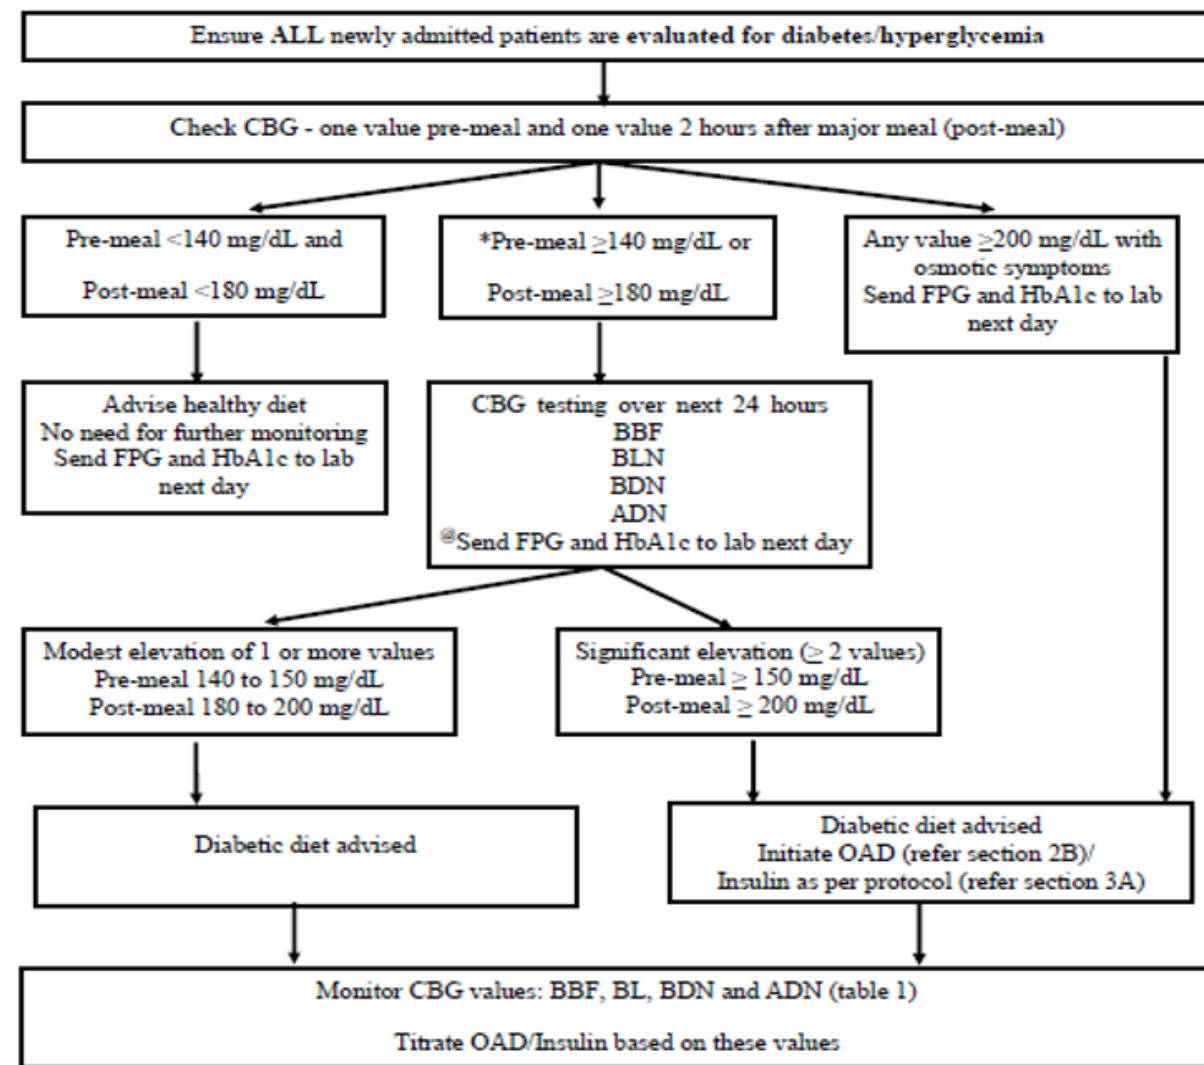 Ensure ALL newly admitted patients are evaluated for diabetes/hyperglycemia
Check CBG - one value pre-meal and one value 2 hours after major meal (post-meal)
Pre-meal <140 mg/dL and
Post-meal <180 mg/dL
*Pre-meal ≥140 mg/dL or
Post-meal ≥180 mg/dL
Any value ≥200 mg/dL with
osmotic symptoms
Send FPG and HbA1c to lab
next day
Advise healthy diet
No need for further monitoring
Send FPG and HbA1c to lab
next day
CBG testing over next 24 hours
BBF
BLN
BDN
ADN
@Send FPG and HbA1c to lab next day
Modest elevation of 1 or more values
Pre-meal 140 to 150 mg/dL
Post-meal 180 to 200 mg/dL
Significant elevation (≥ 2 values)
Pre-meal ≥ 150 mg/dL
Post-meal ≥ 200 mg/dL
Diabetic diet advised
Diabetic diet advised
Initiate OAD (refer section 2B)/
Insulin as per protocol (refer section 3A)
Monitor CBG values: BBF, BL, BDN and ADN (table 1)
Titrate OAD/Insulin based on these values